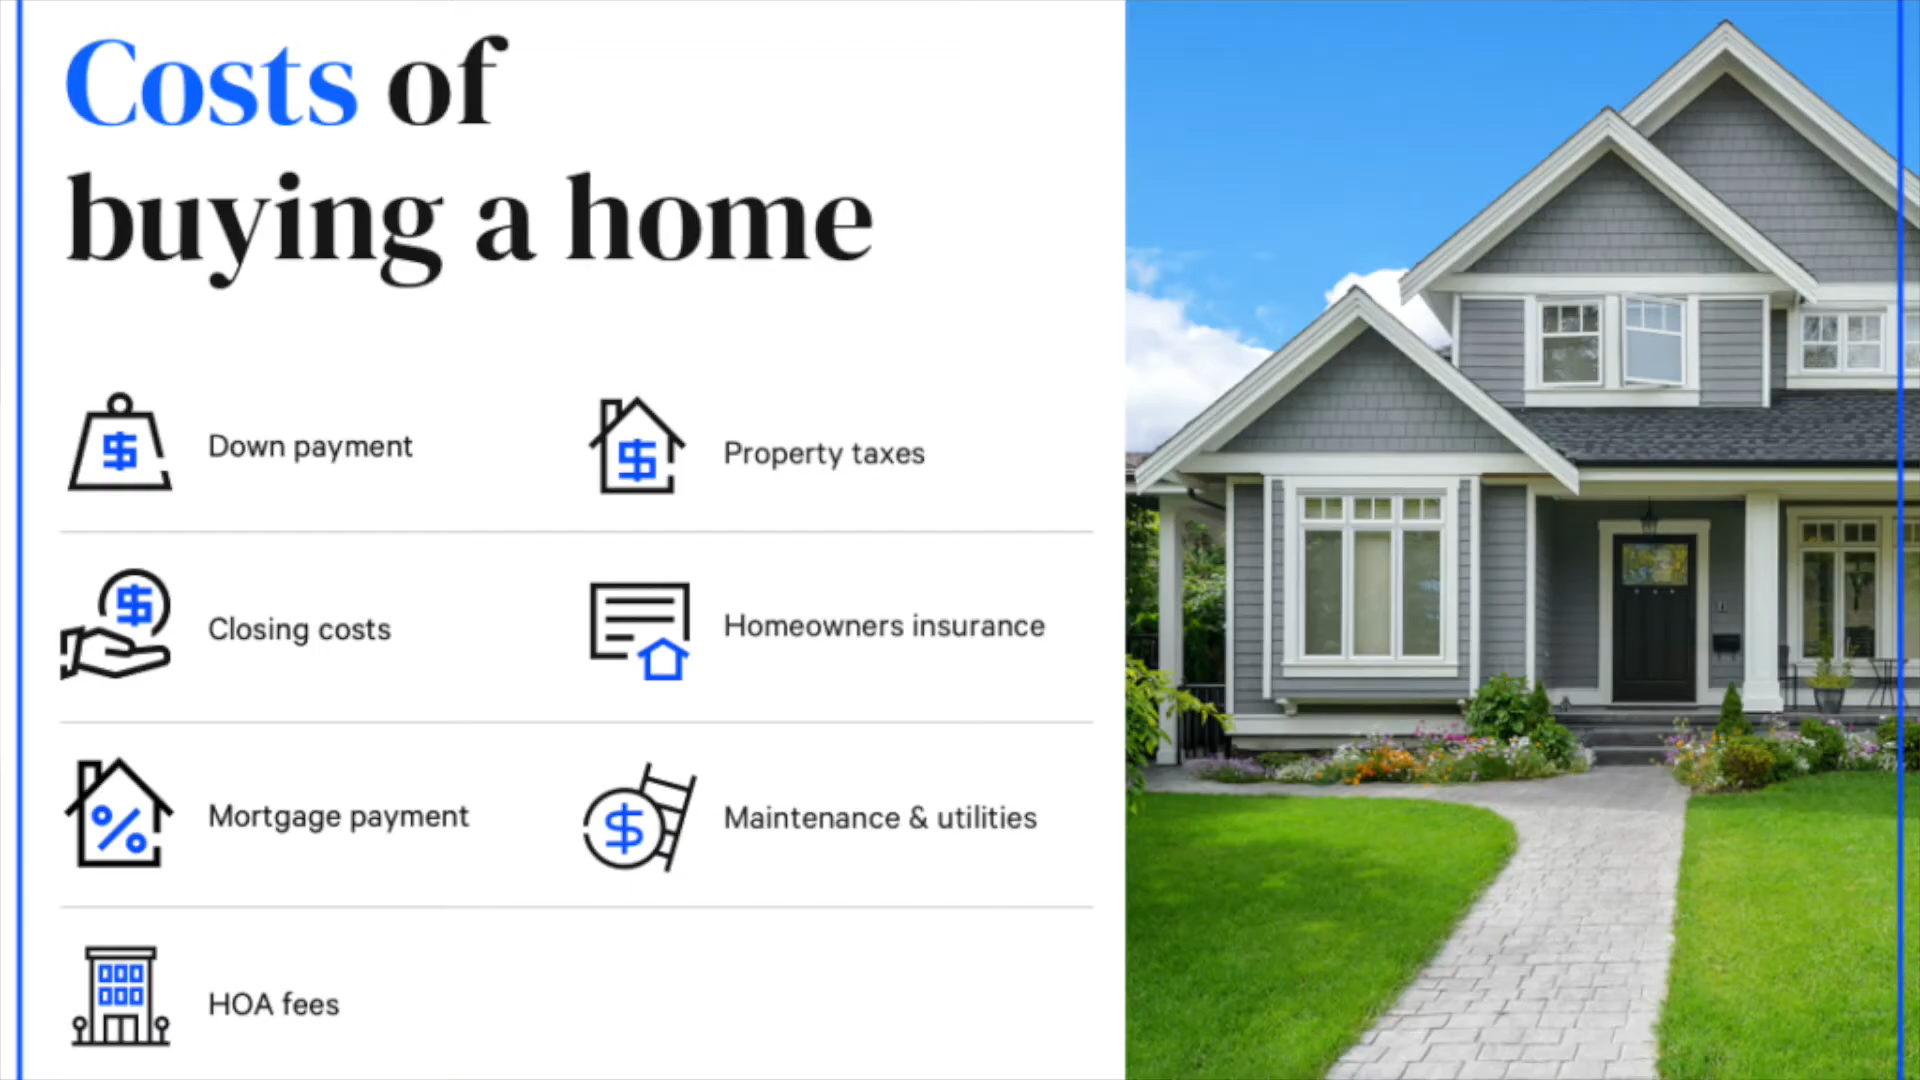 Costs of
buying a home
Down payment
Property taxes
Closing costs
Homeowners insurance
Mortgage payment
Maintenance & utilities
HOA fees